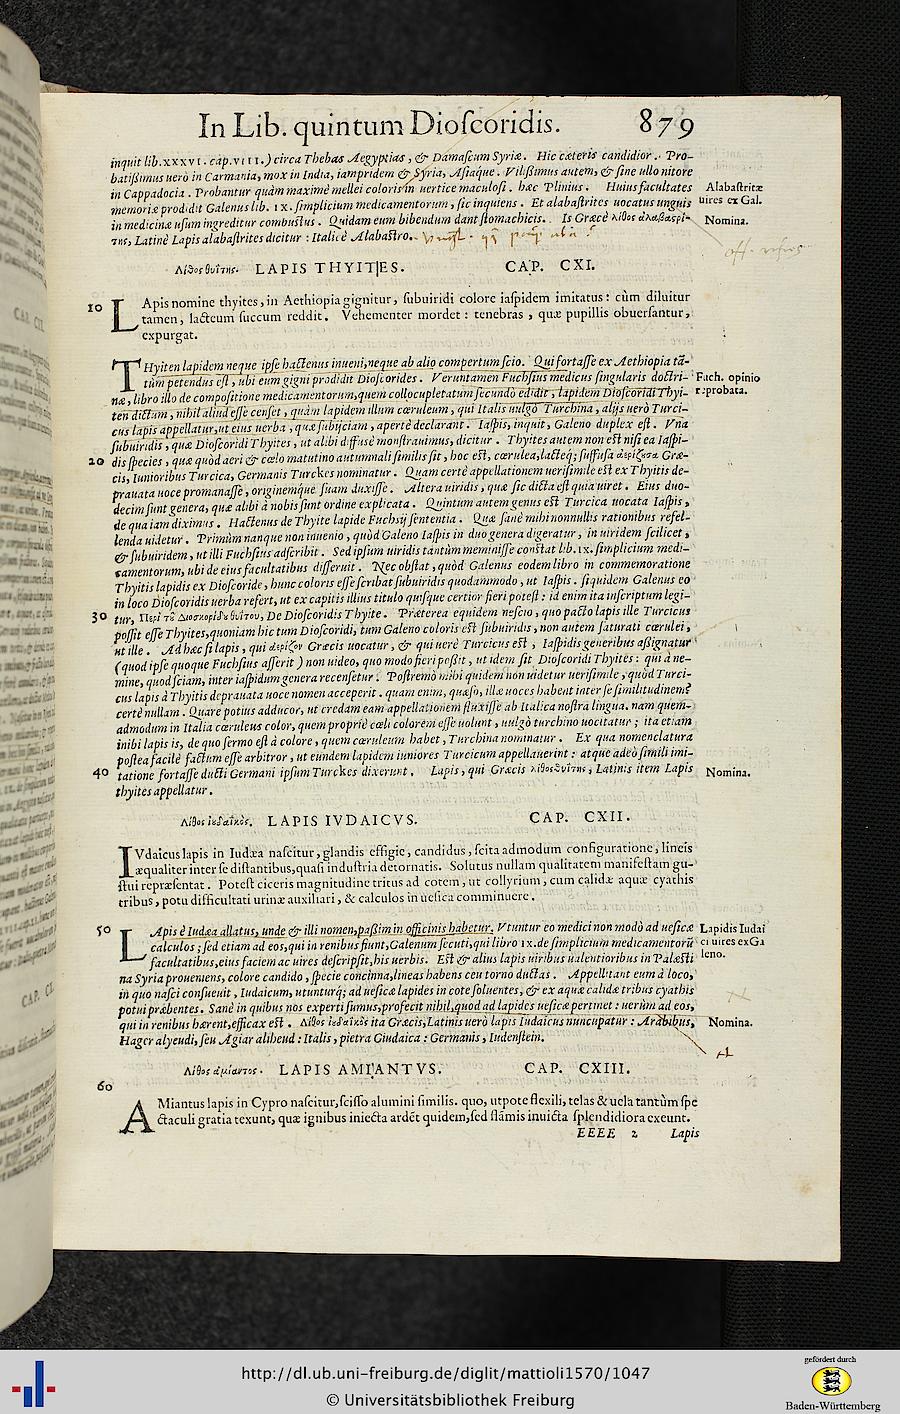 In Lib. quintum Dioſcoridis. 879
inquit lib. xxxvi. cap. viii.) circa Thebas Aegyptias, & Damaſcum Syriæ. Hic cæteris candidior. Pro-
batiſsimus uerò in Carmania, mox in India, iampridem & Syria, Aſiaque. Viliſsimus autem, & ſine ullo nitore
in Cappadocia. Probantur quàm maximè mellei coloris in uertice maculoſi. hæc Plinius. Huius facultates
Alabaſtritæ
memoriæ prodidit Galenus lib. ix. ſimplicium medicamentorum, ſic inquiens. Et alabaſtrites uocatus unguis
uires ex Gal.
in medicinæ uſum ingreditur combuſtus. Quidam eum bibendum dant ſtomachicis. Is Græcè λίθος ἀλαβαςρί-
Nomina.
της, Latinè Lapis alabaſtrites dicitur: Italicè Alabaſtro.
Λίθος θυΐτης. LAPIS THYITES. CAP. CXI.
10 LApis nomine thyites, in Aethiopia gignitur, ſubuiridi colore iaſpidem imitatus: cùm diluitur
tamen, lacteum ſuccum reddit. Vehementer mordet: tenebras, quæ pupillis obuerſantur,
expurgat.
THyiten lapidem neque ipſe hactenus inueni, neque ab alio compertum ſcio. Qui fortaſſe ex Aethiopia tã-
tùm petendus eſt, ubi eum gigni prodidit Dioſcorides. Veruntamen Fuchſius medicus ſingularis doctri-
Fuch. opinio
næ, libro illo de compoſitione medicamentorum, quem collocupletatum ſecundò edidit, lapidem Dioſcoridi Thyi-
reprobata.
ten dictum, nihil aliud eſſe cenſet, quàm lapidem illum cœruleum, qui Italis uulgò Turchina, alijs uerò Turci-
cus lapis appellatur, ut eius uerba, quæ ſubijciam, apertè declarant. Iaſpis, inquit, Galeno duplex eſt. Vna
ſubuiridis, quæ Dioſcoridi Thyites, ut alibi diffuſè monſtrauimus, dicitur. Thyites autem non eſt niſi ea Iaſpi-
20 dis ſpecies, quæ quòd aeri & cœlo matutino autumnali ſimilis ſit, hoc eſt, cœrulea, lacteq; ſuffuſa ἀερίζουσα Græ-
cis, Iunioribus Turcica, Germanis Turckes nominatur. Quam certè appellationem ueriſimile eſt ex Thyitis de-
prauata uoce promanaſſe, originemque ſuam duxiſſe. Altera uiridis, quæ ſic dicta eſt quia uiret. Eius duo-
decim ſunt genera, quæ alibi à nobis ſunt ordine explicata. Quintum autem genus eſt Turcica uocata Iaſpis,
de qua iam diximus. Hactenus de Thyite lapide Fuchſij ſententia. Quæ ſanè mihi nonnullis rationibus refel-
lenda uidetur. Primùm nanque non inuenio, quòd Galeno Iaſpis in duo genera digeratur, in uiridem ſcilicet,
& ſubuiridem, ut illi Fuchſius adſcribit. Sed ipſum uiridis tantùm meminiſſe conſtat lib. ix. ſimplicium medi-
camentorum, ubi de eius facultatibus diſſeruit. Nec obſtat, quòd Galenus eodem libro in commemoratione
Thyitis lapidis ex Dioſcoride, hunc coloris eſſe ſcribat ſubuiridis quodammodo, ut Iaſpis. ſiquidem Galenus eo
in loco Dioſcoridis uerba refert, ut ex capitis illius titulo quiſque certior fieri poteſt: id enim ita inſcriptum legi-
30 tur, Περὶ τȣ̃ Διοσκορίδȣ θυΐτου, De Dioſcoridis Thyite. Præterea equidem neſcio, quo pacto lapis ille Turcicus
poſſit eſſe Thyites, quoniam hic tum Dioſcoridi, tum Galeno coloris eſt ſubuiridis, non autem ſaturati cœrulei,
ut ille. Ad hæc ſi lapis, qui ἀερίζον Græcis uocatur, & qui uerè Turcicus eſt, Iaſpidis generibus aſsignatur
(quod ipſe quoque Fuchſius aſſerit) non uideo, quo modo fieri poſsit, ut idem ſit Dioſcoridi Thyites: qui à ne-
mine, quod ſciam, inter iaſpidum genera recenſetur. Poſtremò mihi quidem non uidetur ueriſimile, quòd Turci-
cus lapis à Thyitis deprauata uoce nomen acceperit. quam enim, quæſo, illæ uoces habent inter ſe ſimilitudinem?
certè nullam. Quare potius adducor, ut credam eam appellationem fluxiſſe ab Italica noſtra lingua. nam quem-
admodum in Italia cœruleus color, quem propriè cœli colorem eſſe uolunt, uulgò turchino uocitatur; ita etiam
inibi lapis is, de quo ſermo eſt à colore, quem cœruleum habet, Turchina nominatur. Ex qua nomenclatura
poſtea facilè factum eſſe arbitror, ut eundem lapidem iuniores Turcicum appellauerint: atque adeò ſimili imi-
40 tatione fortaſſe ducti Germani ipſum Turckes dixerunt. Lapis, qui Græcis λίθος θυΐτης, Latinis item Lapis
Nomina.
thyites appellatur.
Λίθος ἰȣδαϊκός. LAPIS IVDAICVS. CAP. CXII.
IVdaicus lapis in Iudæa naſcitur, glandis effigie, candidus, ſcita admodum configuratione, lineis
æqualiter inter ſe diſtantibus, quaſi induſtria detornatis. Solutus nullam qualitatem manifeſtam gu-
ſtui repræſentat. Poteſt ciceris magnitudine tritus ad cotem, ut collyrium, cum calidæ aquæ cyathis
tribus, potu difficultati urinæ auxiliari, & calculos in ueſica comminuere.
50 LApis è Iudæa allatus, unde & illi nomen, paſsim in officinis habetur. Vtuntur eo medici non modò ad ueſicæ
Lapidis Iudai
calculos; ſed etiam ad eos, qui in renibus fiunt, Galenum ſecuti, qui libro ix. de ſimplicium medicamentorũ
ci uires ex Ga
facultatibus, eius faciem ac uires deſcripſit, his uerbis. Eſt & alius lapis uiribus ualentioribus in Palæſti
leno.
na Syria proueniens, colore candido, ſpecie concinna, lineas habens ceu torno ductas. Appellitant eum à loco,
in quo naſci conſueuit, Iudaicum, utunturq; ad ueſicæ lapides in cote ſoluentes, & ex aquæ calidæ tribus cyathis
potui præbentes. Sanè in quibus nos experti ſumus, profecit nihil, quod ad lapides ueſicæ pertinet: uerùm ad eos,
qui in renibus hærent, efficax eſt. Λίθος ἰȣδαϊκὸς ita Græcis, Latinis uerò lapis Iudaicus nuncupatur: Arabibus,
Nomina.
Hager alyeudi, ſeu Agiar aliheud: Italis, pietra Giudaica: Germanis, Iudenſtein.
Λίθος ἀμίαντος. LAPIS AMIANTVS. CAP. CXIII.
60
AMiantus lapis in Cypro naſcitur, ſciſſo alumini ſimilis. quo, utpote flexili, telas & uela tantùm ſpe
ctaculi gratia texunt, quæ ignibus iniecta ardẽt quidem, ſed flãmis inuicta ſplendidiora exeunt.
EEEE 2 Lapis
http://dl.ub.uni-freiburg.de/diglit/mattioli1570/1047
© Universitätsbibliothek Freiburg
gefördert durch
Baden-Württemberg